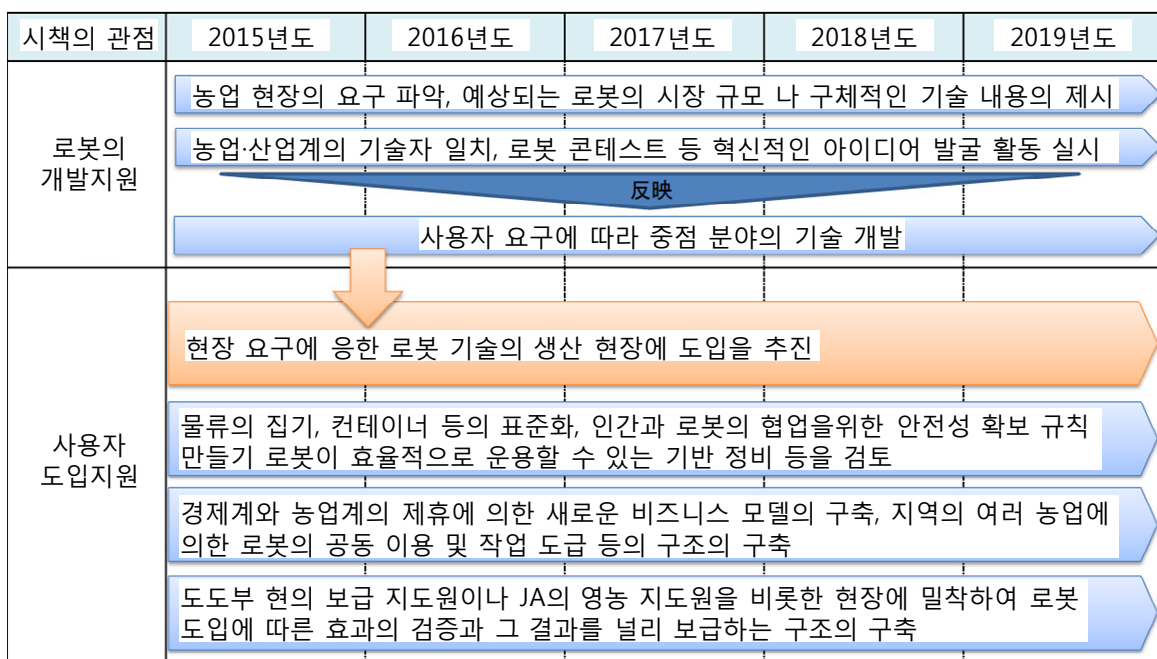 시책의 관점 2015년도 2016년도 2017년도 2018년도 2019년도
로봇의
개발지원
농업 현장의 요구 파악, 예상되는 로봇의 시장 규모 나 구체적인 기술 내용의 제시
농업·산업계의 기술자 일치, 로봇 콘테스트 등 혁신적인 아이디어 발굴 활동 실시
反映
사용자 요구에 따라 중점 분야의 기술 개발
사용자
도입지원
현장 요구에 응한 로봇 기술의 생산 현장에 도입을 추진
물류의 집기, 컨테이너 등의 표준화, 인간과 로봇의 협업을위한 안전성 확보 규칙
만들기 로봇이 효율적으로 운용할 수 있는 기반 정비 등을 검토
경제계와 농업계의 제휴에 의한 새로운 비즈니스 모델의 구축, 지역의 여러 농업에
의한 로봇의 공동 이용 및 작업 도급 등의 구조의 구축
도도부 현의 보급 지도원이나 JA의 영농 지도원을 비롯한 현장에 밀착하여 로봇
도입에 따른 효과의 검증과 그 결과를 널리 보급하는 구조의 구축